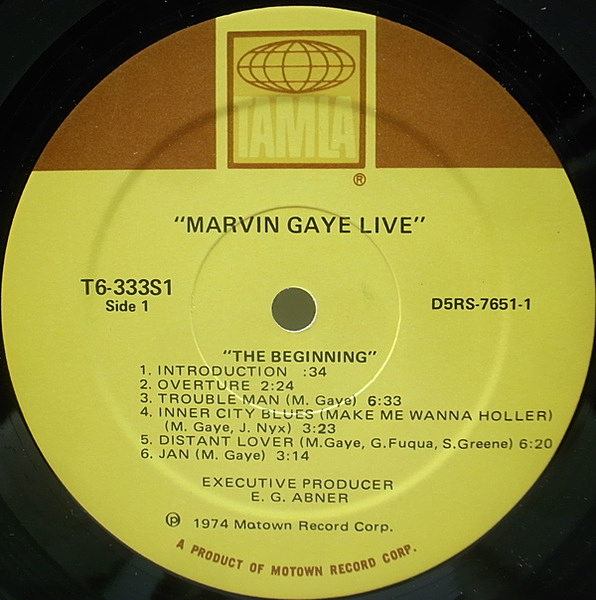 TAMLA
®
"MARVIN GAYE LIVE"
T6-333S1
Side 1
D5RS-7651-1
"THE BEGINNING"
1. INTRODUCTION :34
2. OVERTURE 2:24
3. TROUBLE MAN (M. Gaye) 6:33
4. INNER CITY BLUES (MAKE ME WANNA HOLLER)
(M. Gaye, J. Nyx) 3:23
5. DISTANT LOVER (M.Gaye, G.Fuqua, S.Greene) 6:20
6. JAN (M. Gaye) 3:14
EXECUTIVE PRODUCER
E. G. ABNER
℗ 1974 Motown Record Corp.
A PRODUCT OF MOTOWN RECORD CORP.